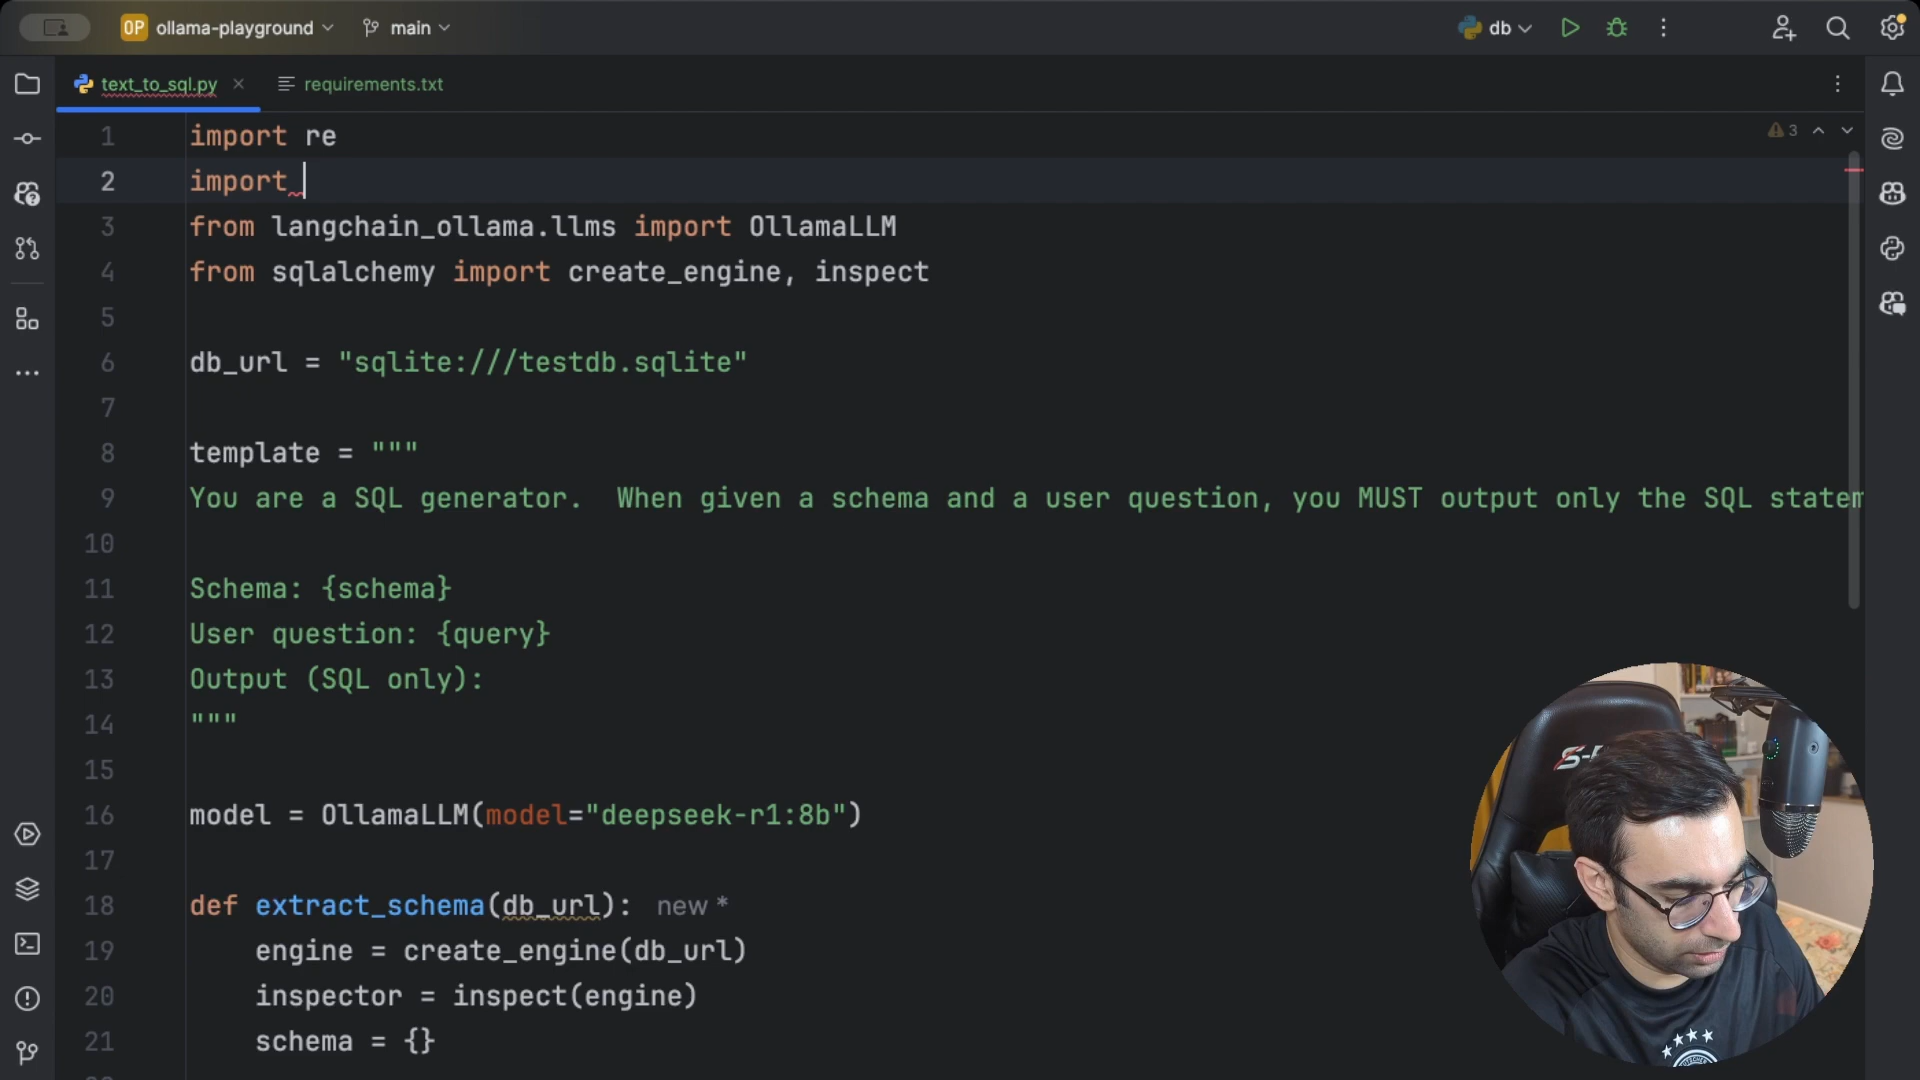 OP ollama-playground main db
text_to_sql.py requirements.txt
3
1 import re
2 import
3 from langchain_ollama.llms import OllamaLLM
4 from sqlalchemy import create_engine, inspect
5
6 db_url = "sqlite:///testdb.sqlite"
7
8 template = """
9 You are a SQL generator.  When given a schema and a user question, you MUST output only the SQL statem
10
11 Schema: {schema}
12 User question: {query}
13 Output (SQL only):
14 """
15
16 model = OllamaLLM(model="deepseek-r1:8b")
17
18 def extract_schema(db_url): new *
19 engine = create_engine(db_url)
20 inspector = inspect(engine)
21 schema = {}